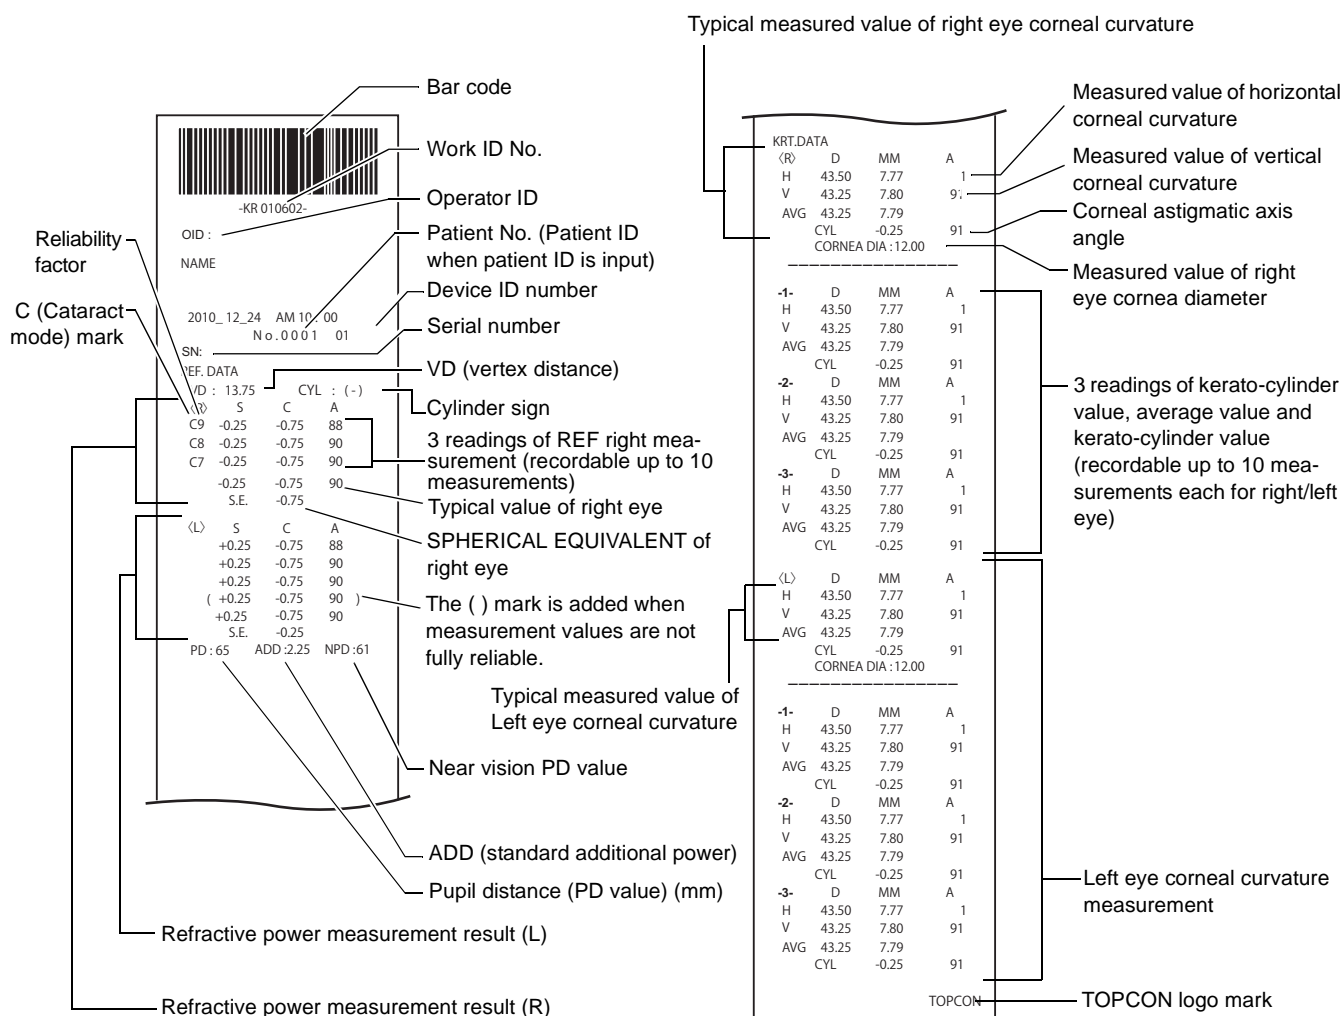 Typical measured value of right eye corneal curvature
Bar code
Work ID No.
Operator ID
Patient No. (Patient ID
when patient ID is input)
Device ID number
Serial number
VD (vertex distance)
Cylinder sign
3 readings of REF right mea-
surement (recordable up to 10
measurements)
Typical value of right eye
SPHERICAL EQUIVALENT of
right eye
The ( ) mark is added when
measurement values are not
fully reliable.
Near vision PD value
ADD (standard additional power)
Pupil distance (PD value) (mm)
Refractive power measurement result (L)
Refractive power measurement result (R)
Reliability
factor
C (Cataract
mode) mark
-KR 010602-
OID :
NAME
2010_ 12_24 AM 10 : 00
No.0001 01
SN:
REF. DATA
VD : 13.75 CYL : (-)
〈R〉 S C A
C9 -0.25 -0.75 88
C8 -0.25 -0.75 90
C7 -0.25 -0.75 90
-0.25 -0.75 90
S.E. -0.75
〈L〉 S C A
+0.25 -0.75 88
+0.25 -0.75 90
+0.25 -0.75 90
( +0.25 -0.75 90 )
+0.25 -0.75 90
S.E. -0.25
PD : 65 ADD :2.25 NPD :61
KRT.DATA
〈R〉 D MM A
H 43.50 7.77 1
V 43.25 7.80 91
AVG 43.25 7.79
CYL -0.25 91
CORNEA DIA : 12.00
-1- D MM A
H 43.50 7.77 1
V 43.25 7.80 91
AVG 43.25 7.79
CYL -0.25 91
-2- D MM A
H 43.50 7.77 1
V 43.25 7.80 91
AVG 43.25 7.79
CYL -0.25 91
-3- D MM A
H 43.50 7.77 1
V 43.25 7.80 91
AVG 43.25 7.79
CYL -0.25 91
〈L〉 D MM A
H 43.50 7.77 1
V 43.25 7.80 91
AVG 43.25 7.79
CYL -0.25 91
CORNEA DIA : 12.00
-1- D MM A
H 43.50 7.77 1
V 43.25 7.80 91
AVG 43.25 7.79
CYL -0.25 91
-2- D MM A
H 43.50 7.77 1
V 43.25 7.80 91
AVG 43.25 7.79
CYL -0.25 91
-3- D MM A
H 43.50 7.77 1
V 43.25 7.80 91
AVG 43.25 7.79
CYL -0.25 91
TOPCON
Measured value of horizontal
corneal curvature
Measured value of vertical
corneal curvature
Corneal astigmatic axis
angle
Measured value of right
eye cornea diameter
3 readings of kerato-cylinder
value, average value and
kerato-cylinder value
(recordable up to 10 mea-
surements each for right/left
eye)
Typical measured value of
Left eye corneal curvature
Left eye corneal curvature
measurement
TOPCON logo mark